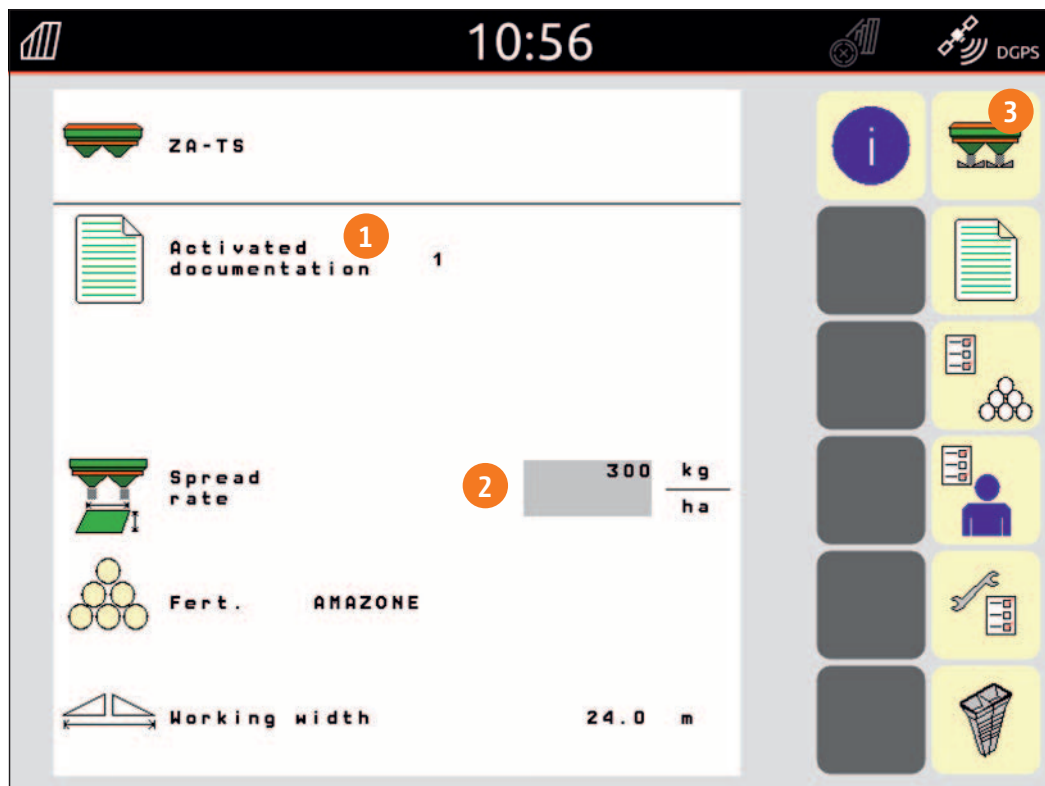 10:56
DGPS
3
ZA-TS
i
1
Activated
documentation 1
Spread
rate
2
300 kg
ha
Fert. AMAZONE
Working width 24.0 m